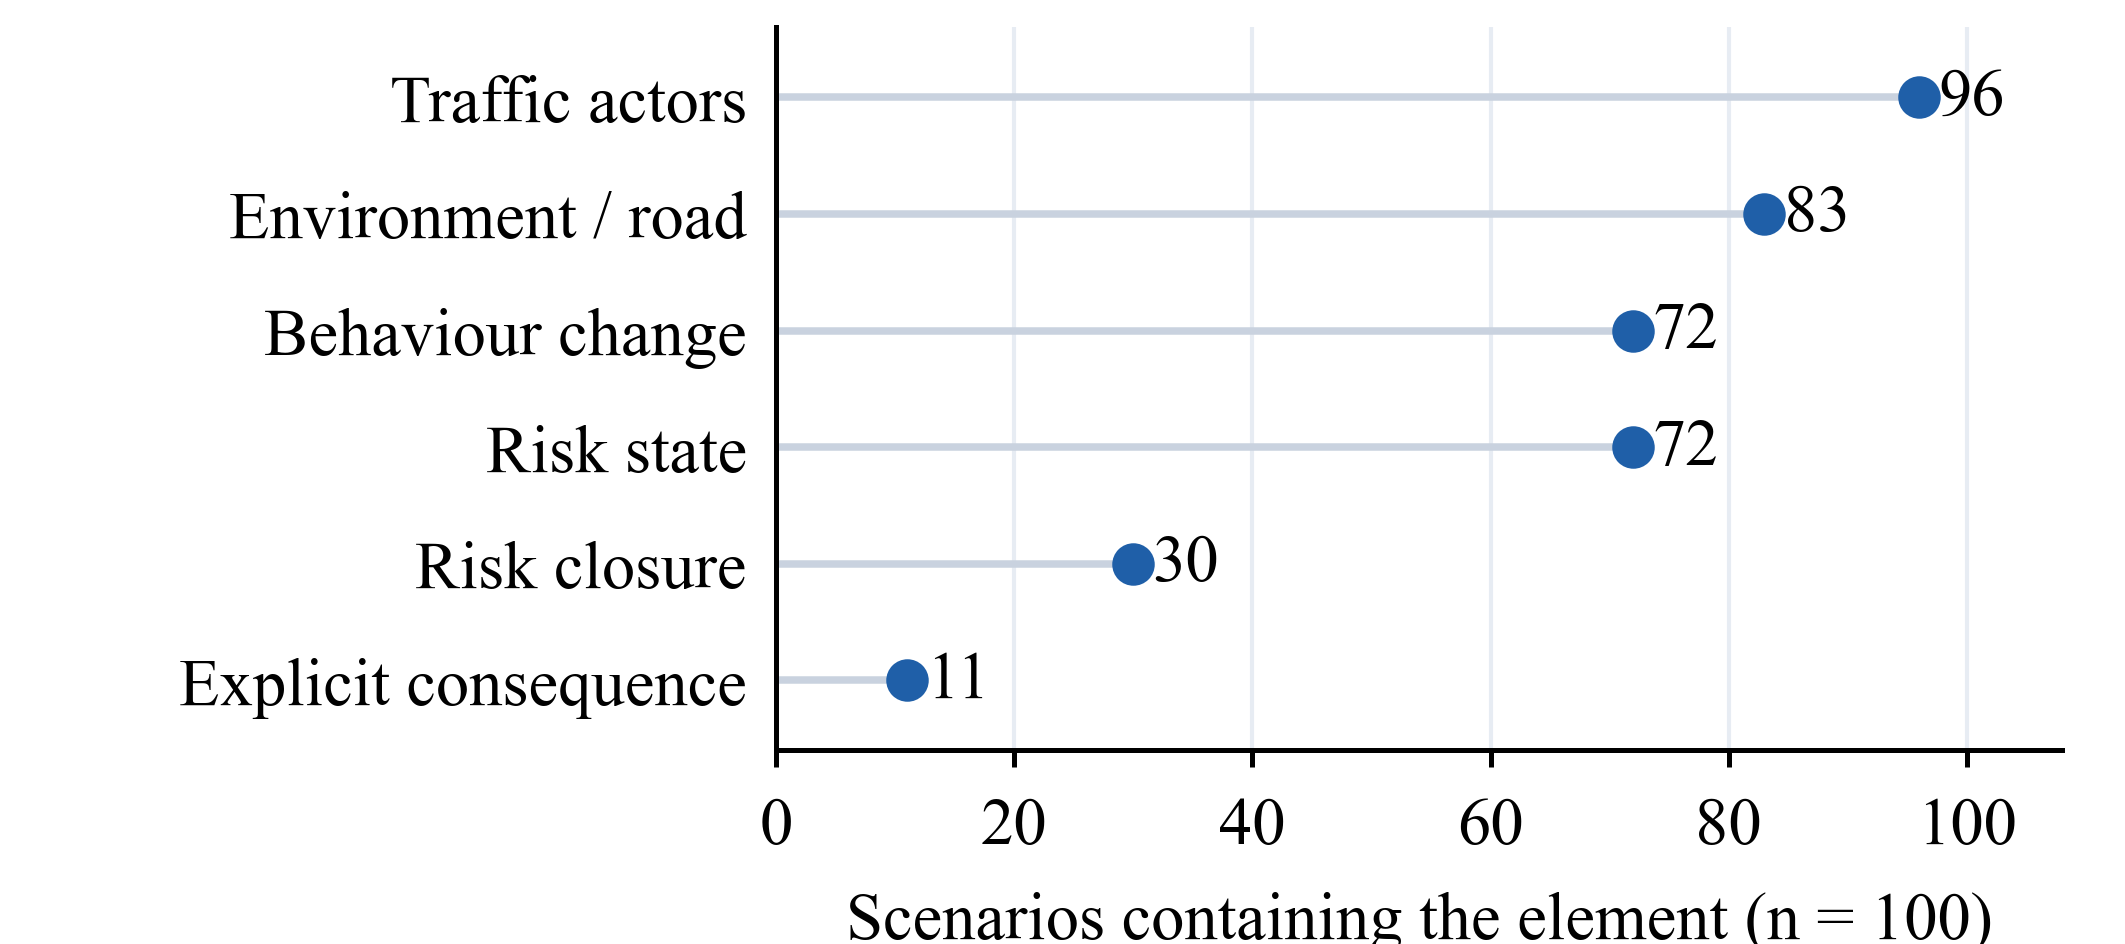 Traffic actors 96
Environment / road 83
Behaviour change 72
Risk state 72
Risk closure 30
Explicit consequence 11
0 20 40 60 80 100
Scenarios containing the element (n = 100)